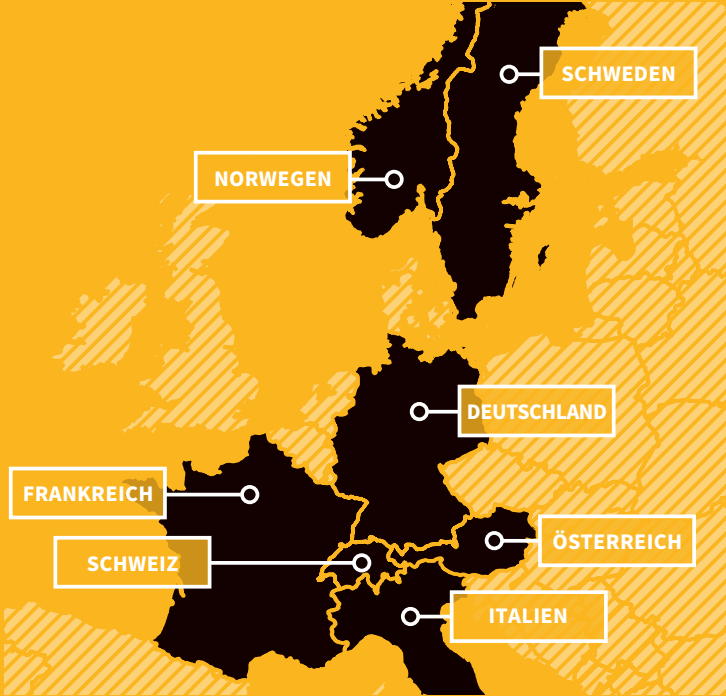 SCHWEDEN
NORWEGEN
DEUTSCHLAND
FRANKREICH
ÖSTERREICH
SCHWEIZ
ITALIEN